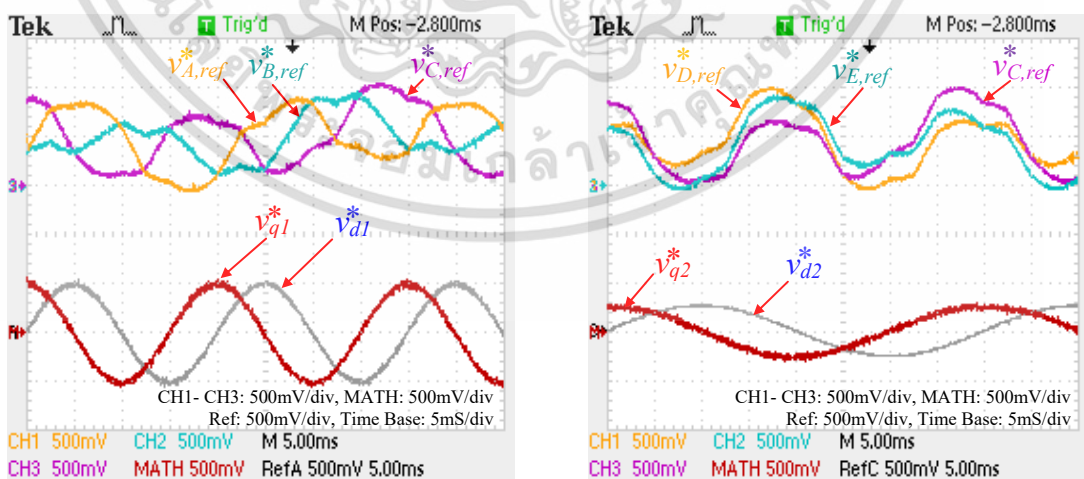 Tek Trig'd M Pos: -2.800ms
v*A,ref v*B,ref v*C,ref
3
v*q1 v*d1
CH1- CH3: 500mV/div, MATH: 500mV/div
Ref: 500mV/div, Time Base: 5mS/div
CH1 500mV CH2 500mV M 5.00ms
CH3 500mV MATH 500mV RefA 500mV 5.00ms
Tek Trig'd M Pos: -2.800ms
v*D,ref v*E,ref v*C,ref
3
v*q2 v*d2
CH1- CH3: 500mV/div, MATH: 500mV/div
Ref: 500mV/div, Time Base: 5mS/div
CH1 500mV CH2 500mV M 5.00ms
CH3 500mV MATH 500mV RefC 500mV 5.00ms